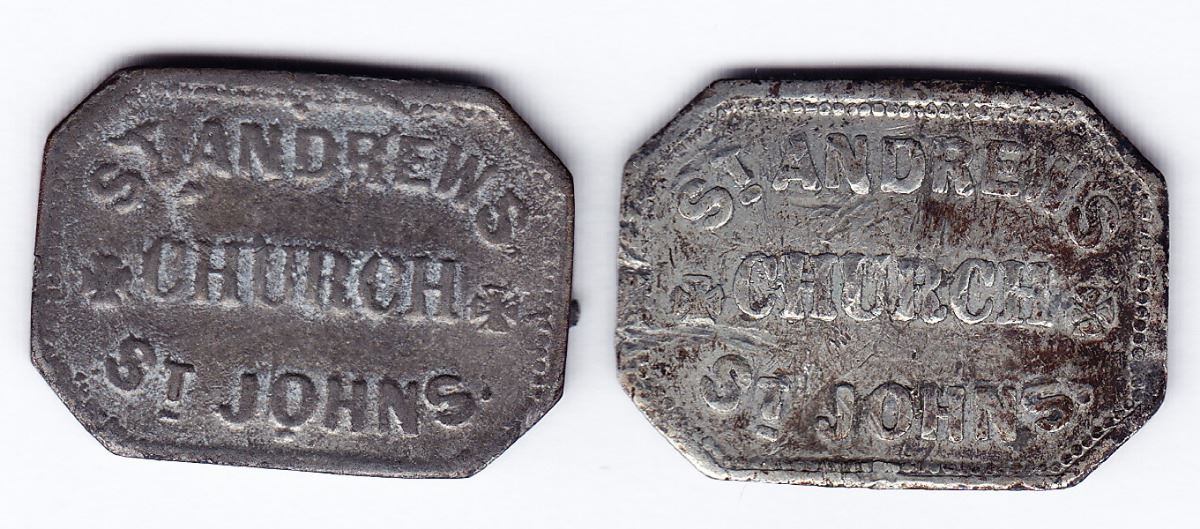 ST. ANDREWS
CHURCH
ST JOHNS.
ST. ANDREWS
CHURCH
ST JOHNS.